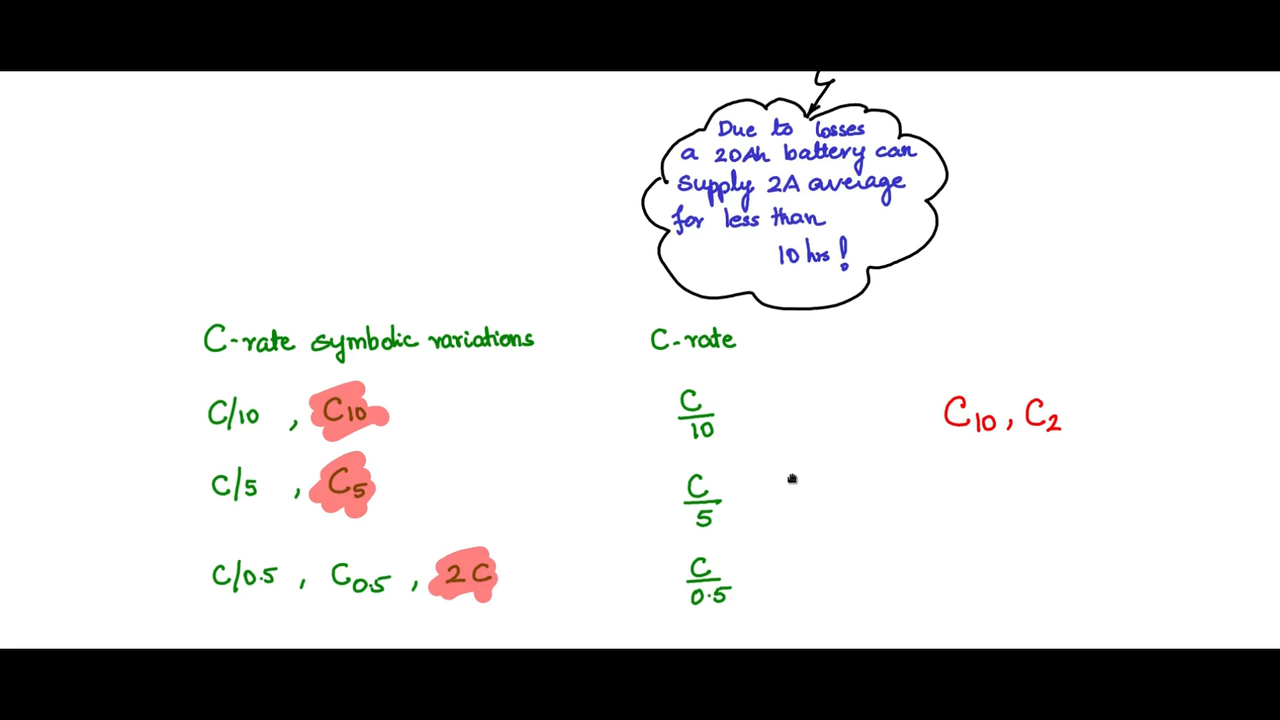 Due to losses
a 20Ah battery can
supply 2A average
for less than
10 hrs!
C-rate symbolic variations
C-rate
C/10 , C10
C/10
C10, C2
C/5 , C5
C/5
C/0.5 , C0.5 , 2C
C/0.5